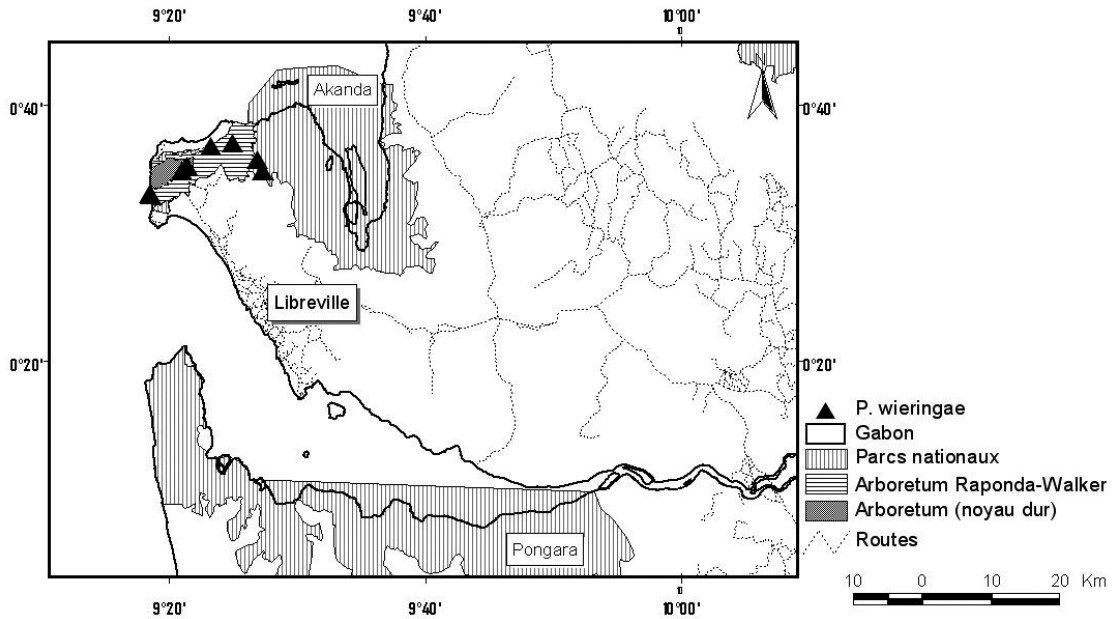 9°20' 9°40' 10°00'
0°40' 0°40'
N
Akanda
Libreville
0°20' 0°20'
P. wieringae
Gabon
Parcs nationaux
Arboretum Raponda-Walker
Arboretum (noyau dur)
Routes
Pongara
10 0 10 20 Km
9°20' 9°40' 10°00'